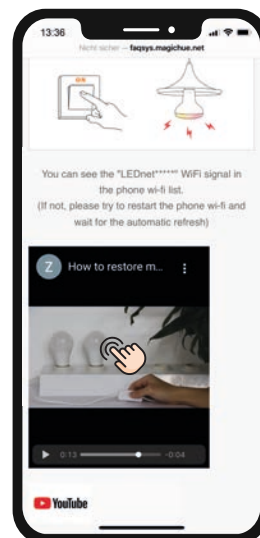 13:36
Nicht sicher — faqsys.magichue.net
You can see the "LEDnet*****" WiFi signal in
the phone wi-fi list.
(If not, please try to restart the phone wi-fi and
wait for the automatic refresh)
Z How to restore m...
0:13 -0:04
YouTube